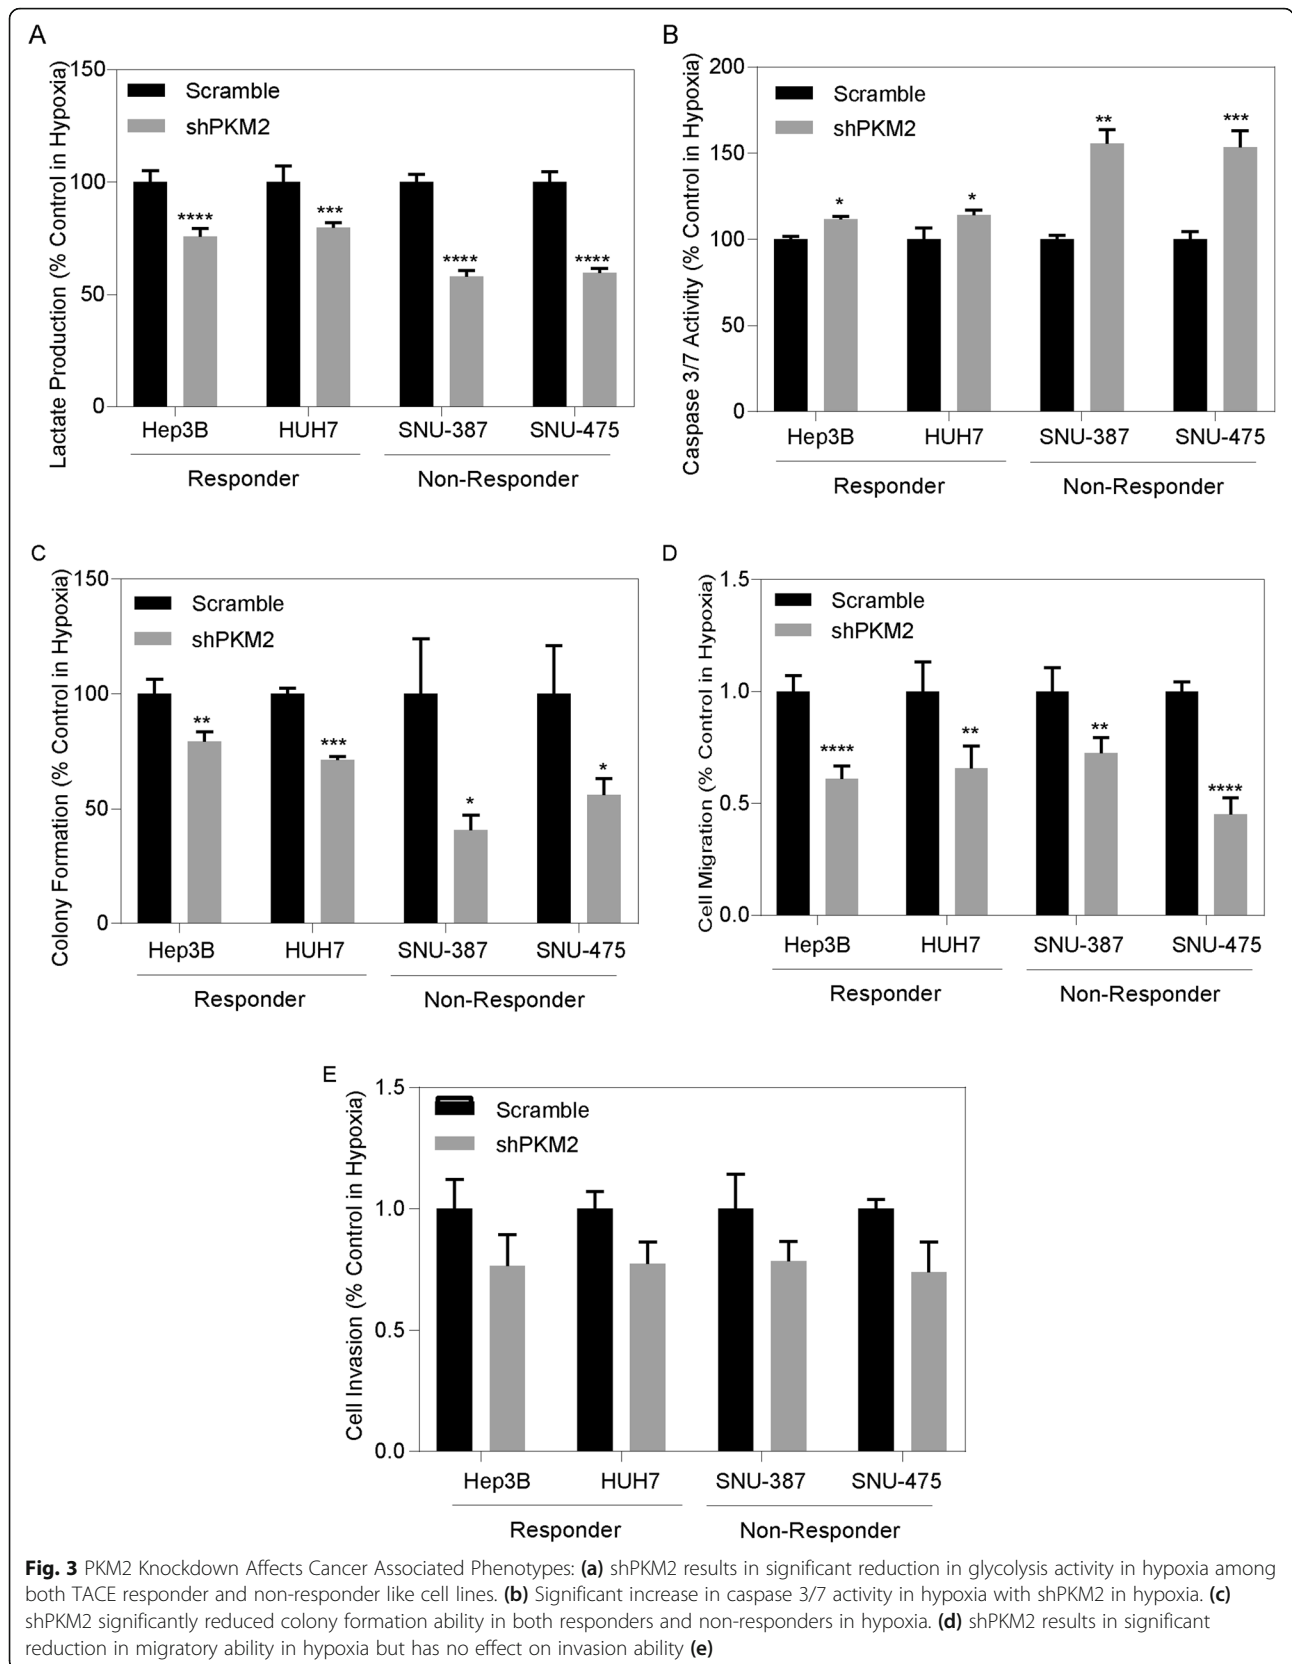 A
Lactate Production (% Control in Hypoxia)
150
100
50
0
Scramble
shPKM2
****
***
****
****
Hep3B HUH7 SNU-387 SNU-475
Responder Non-Responder
B
Caspase 3/7 Activity (% Control in Hypoxia)
200
150
100
50
0
Scramble
shPKM2
*
*
**
***
Hep3B HUH7 SNU-387 SNU-475
Responder Non-Responder
C
Colony Formation (% Control in Hypoxia)
150
100
50
0
Scramble
shPKM2
**
***
*
*
Hep3B HUH7 SNU-387 SNU-475
Responder Non-Responder
D
Cell Migration (% Control in Hypoxia)
1.5
1.0
0.5
0.0
Scramble
shPKM2
****
**
**
****
Hep3B HUH7 SNU-387 SNU-475
Responder Non-Responder
E
Cell Invasion (% Control in Hypoxia)
1.5
1.0
0.5
0.0
Scramble
shPKM2
Hep3B HUH7 SNU-387 SNU-475
Responder Non-Responder
Fig. 3 PKM2 Knockdown Affects Cancer Associated Phenotypes: (a) shPKM2 results in significant reduction in glycolysis activity in hypoxia among
both TACE responder and non-responder like cell lines. (b) Significant increase in caspase 3/7 activity in hypoxia with shPKM2 in hypoxia. (c)
shPKM2 significantly reduced colony formation ability in both responders and non-responders in hypoxia. (d) shPKM2 results in significant
reduction in migratory ability in hypoxia but has no effect on invasion ability (e)